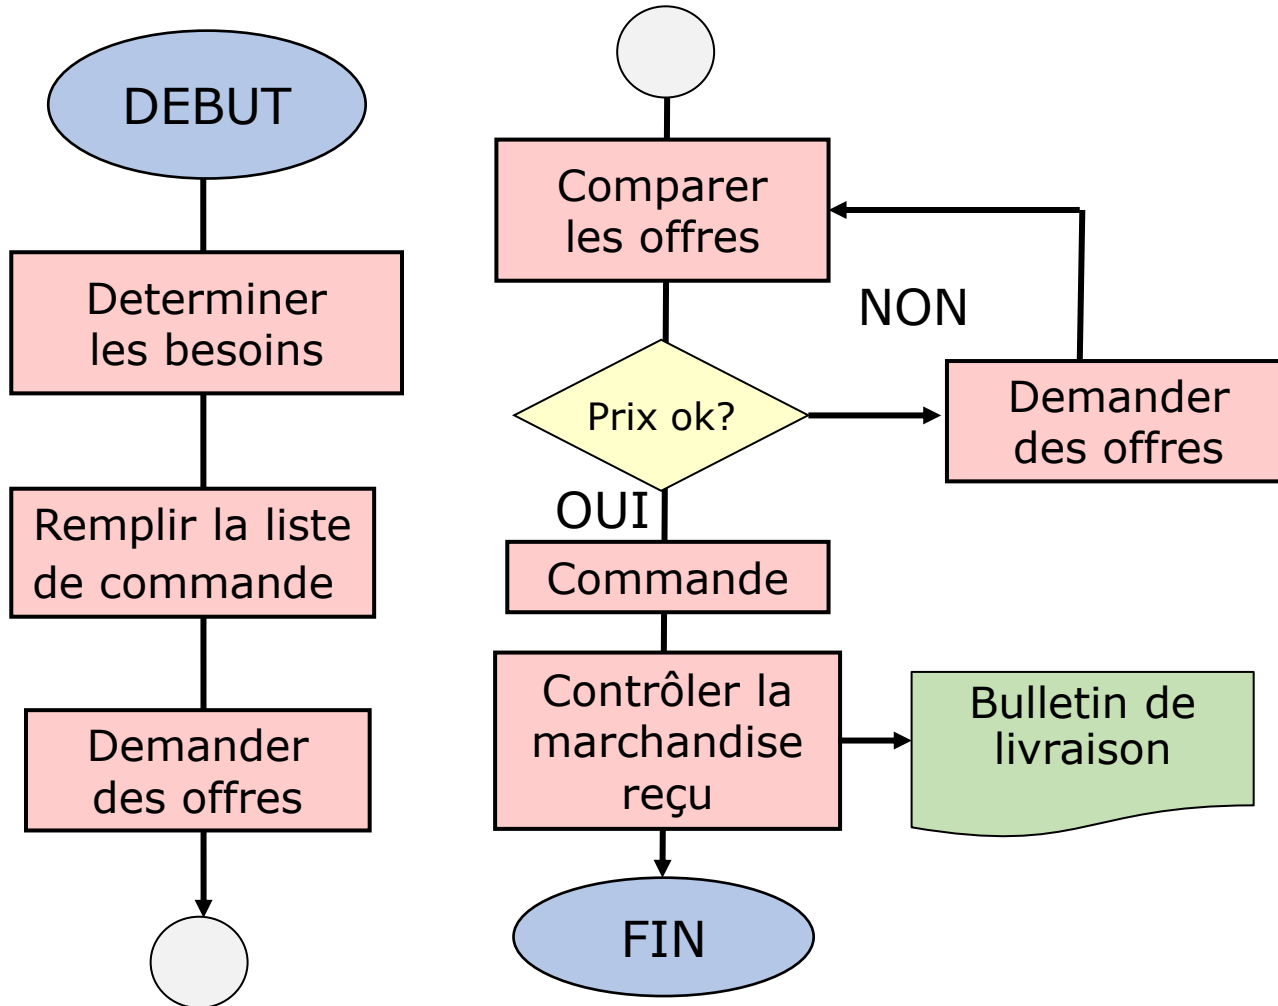 DEBUT
Determiner
les besoins
Remplir la liste
de commande
Demander
des offres
Comparer
les offres
NON
Prix ok?
Demander
des offres
OUI
Commande
Contrôler la
marchandise
reçu
Bulletin de
livraison
FIN